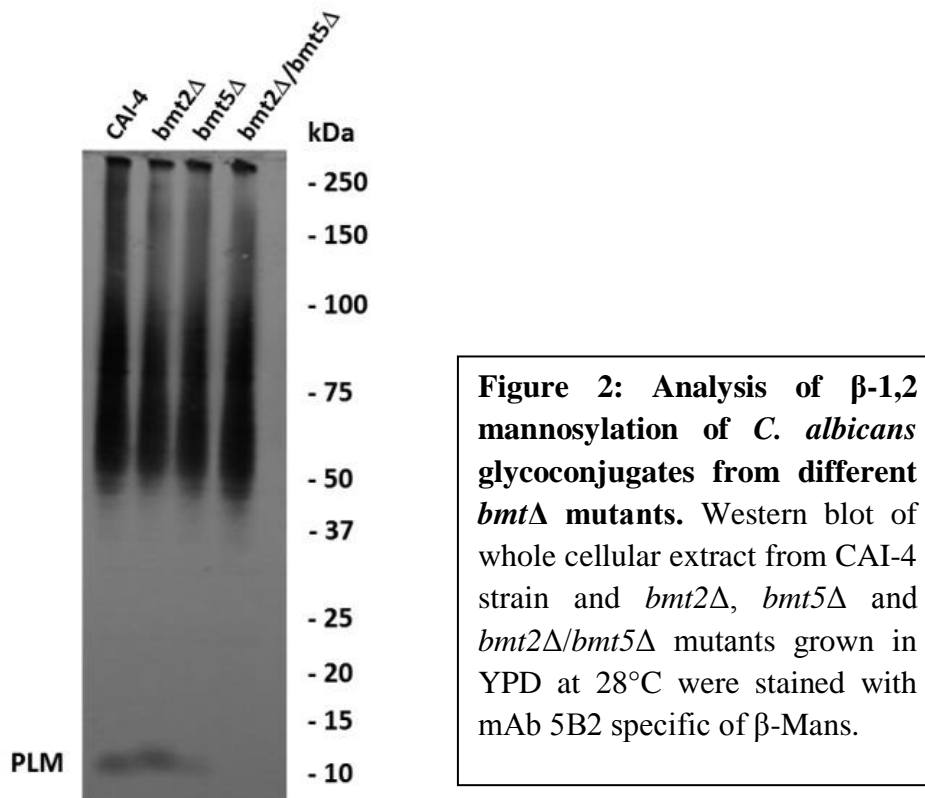 CAI-4
bmt2Δ
bmt5Δ
bmt2Δ/bmt5Δ
kDa
- 250
- 150
- 100
- 75
- 50
- 37
- 25
- 20
- 15
- 10
PLM
Figure 2: Analysis of β-1,2
mannosylation of C. albicans
glycoconjugates from different
bmtΔ mutants. Western blot of
whole cellular extract from CAI-4
strain and bmt2Δ, bmt5Δ and
bmt2Δ/bmt5Δ mutants grown in
YPD at 28°C were stained with
mAb 5B2 specific of β-Mans.